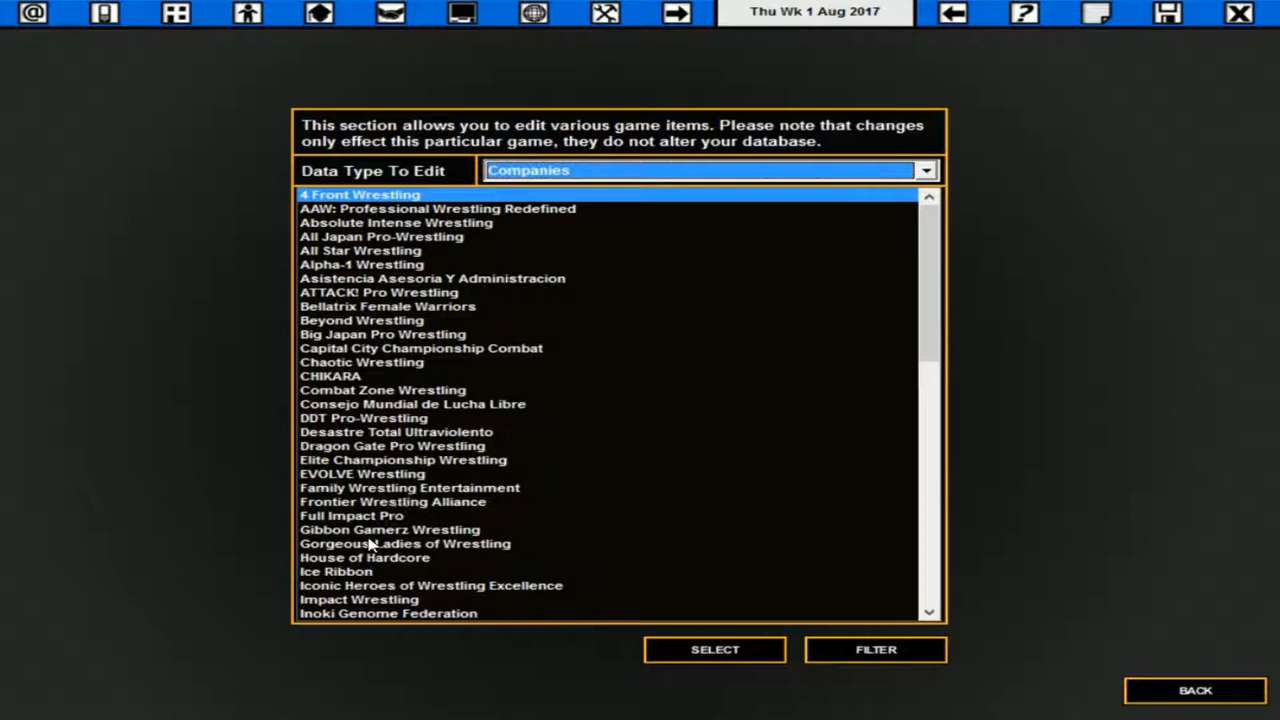 Thu Wk 1 Aug 2017
This section allows you to edit various game items. Please note that changes
only effect this particular game, they do not alter your database.
Data Type To Edit
Companies
4 Front Wrestling
AAW: Professional Wrestling Redefined
Absolute Intense Wrestling
All Japan Pro-Wrestling
All Star Wrestling
Alpha-1 Wrestling
Asistencia Asesoria Y Administracion
ATTACK! Pro Wrestling
Bellatrix Female Warriors
Beyond Wrestling
Big Japan Pro Wrestling
Capital City Championship Combat
Chaotic Wrestling
CHIKARA
Combat Zone Wrestling
Consejo Mundial de Lucha Libre
DDT Pro-Wrestling
Desastre Total Ultraviolento
Dragon Gate Pro Wrestling
Elite Championship Wrestling
EVOLVE Wrestling
Family Wrestling Entertainment
Frontier Wrestling Alliance
Full Impact Pro
Gibbon Gamerz Wrestling
Gorgeous Ladies of Wrestling
House of Hardcore
Ice Ribbon
Iconic Heroes of Wrestling Excellence
Impact Wrestling
Inoki Genome Federation
SELECT
FILTER
BACK